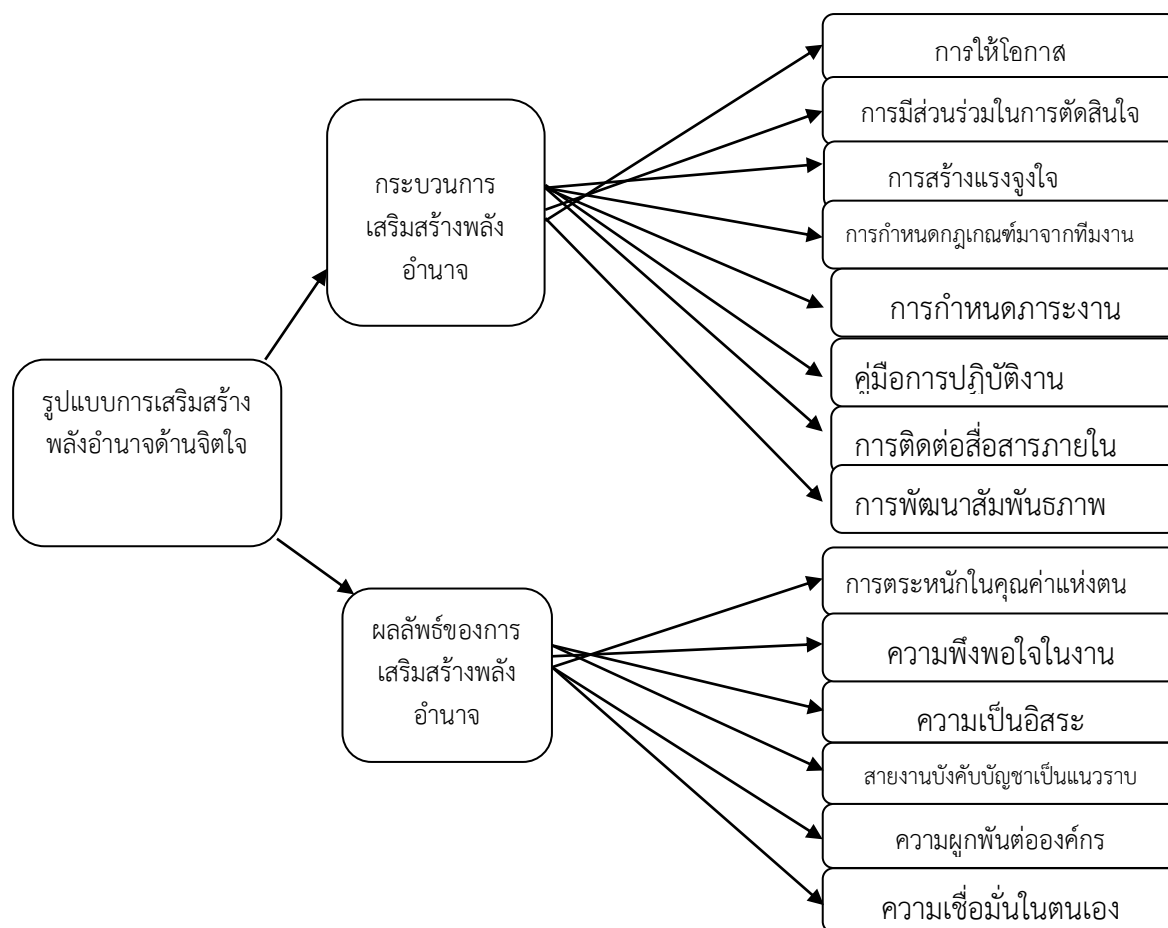 รูปแบบการเสริมสร้าง
พลังอำนาจด้านจิตใจ
กระบวนการ
เสริมสร้างพลัง
อำนาจ
การให้โอกาส
การมีส่วนร่วมในการตัดสินใจ
การสร้างแรงจูงใจ
การกำหนดกฎเกณฑ์มาจากทีมงาน
การกำหนดภาระงาน
คู่มือการปฏิบัติงาน
การติดต่อสื่อสารภายใน
การพัฒนาสัมพันธภาพ
ผลลัพธ์ของการ
เสริมสร้างพลัง
อำนาจ
การตระหนักในคุณค่าแห่งตน
ความพึงพอใจในงาน
ความเป็นอิสระ
สายงานบังคับบัญชาเป็นแนวราบ
ความผูกพันต่อองค์กร
ความเชื่อมั่นในตนเอง